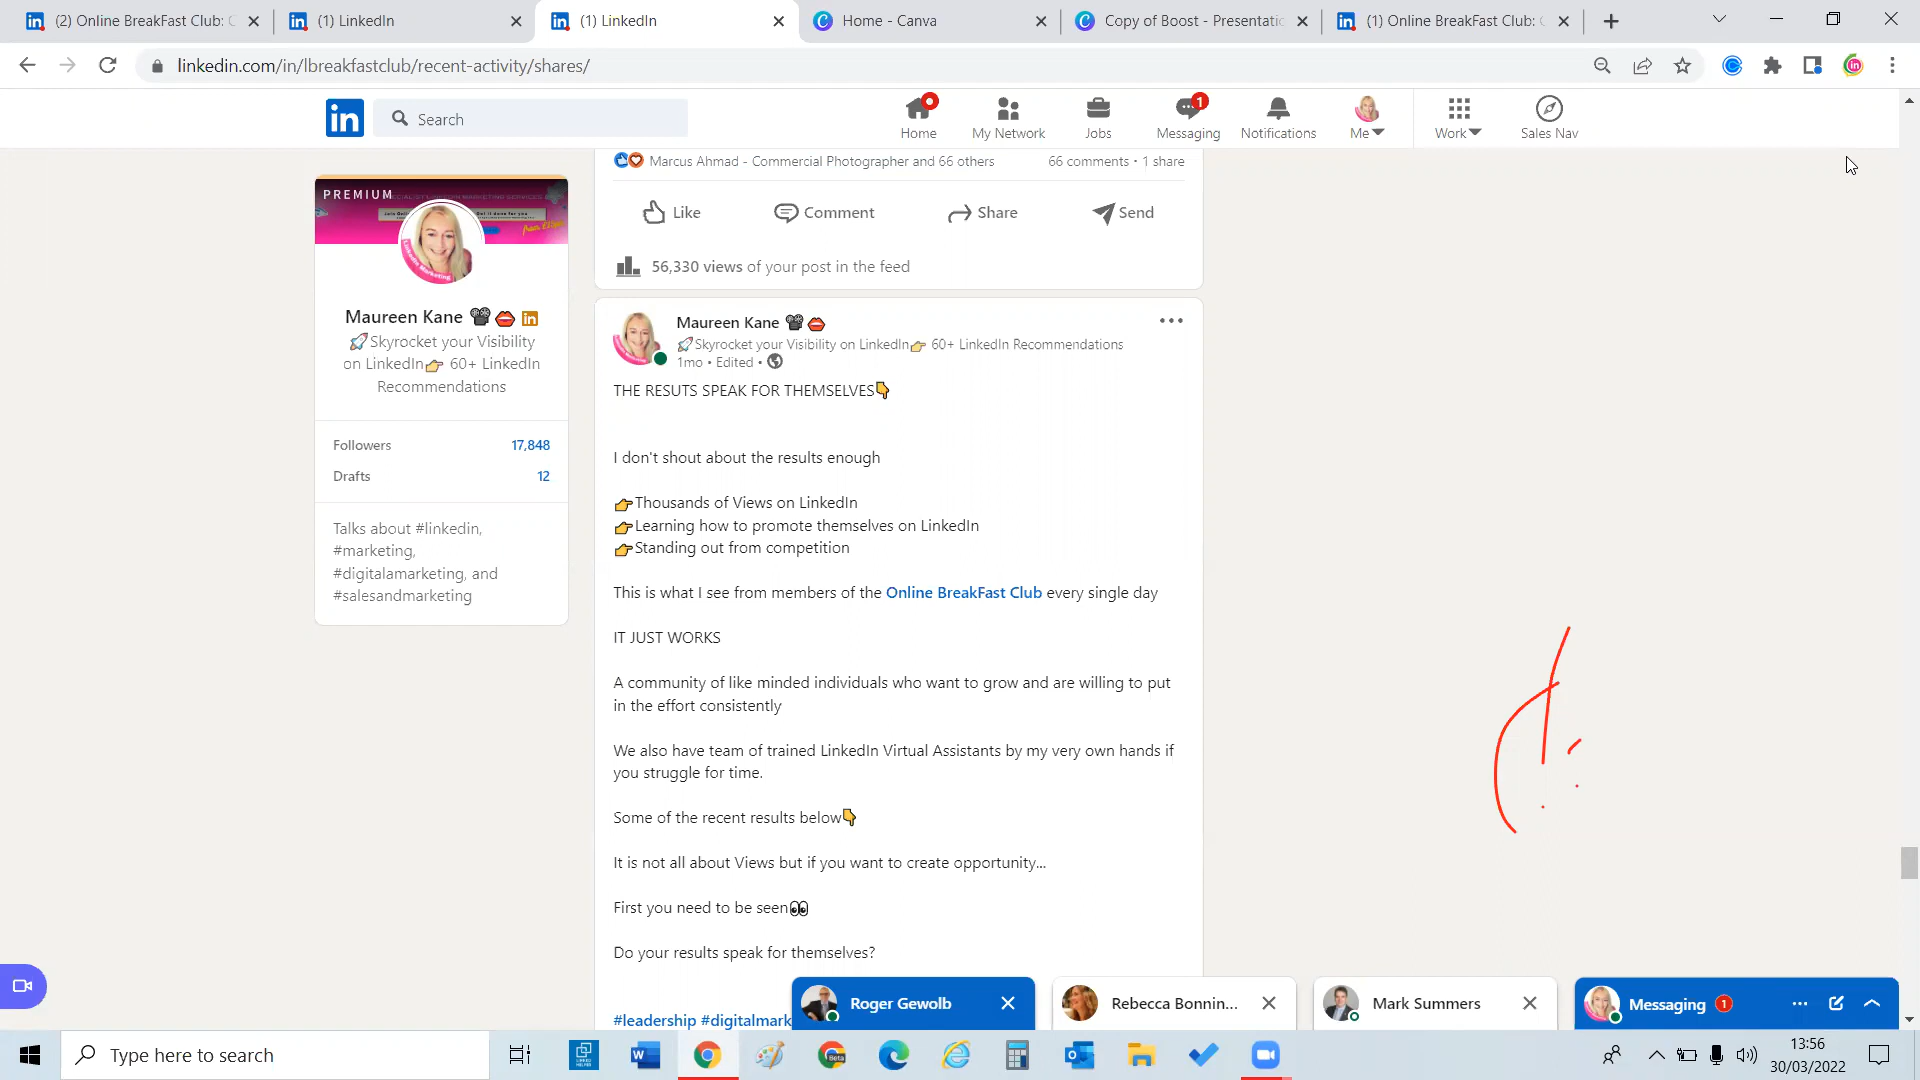 (2) Online BreakFast Club:
(1) LinkedIn
(1) LinkedIn
Home - Canva
Copy of Boost - Presentatio
(1) Online BreakFast Club:
linkedin.com/in/lbreakfastclub/recent-activity/shares/
in
Search
Home
My Network
Jobs
1
Messaging
Notifications
Me
Work
Sales Nav
Marcus Ahmad - Commercial Photographer and 66 others
66 comments • 1 share
Like
Comment
Share
Send
56,330 views of your post in the feed
PREMIUM
LinkedIn Marketing
Maureen Kane
Skyrocket your Visibility
on LinkedIn👉 60+ LinkedIn
Recommendations
Followers 17,848
Drafts 12
Talks about #linkedin,
#marketing,
#digitalamarketing, and
#salesandmarketing
Maureen Kane
🚀Skyrocket your Visibility on LinkedIn👉 60+ LinkedIn Recommendations
1mo • Edited •
THE RESUTS SPEAK FOR THEMSELVES👇
I don't shout about the results enough
👉Thousands of Views on LinkedIn
👉Learning how to promote themselves on LinkedIn
👉Standing out from competition
This is what I see from members of the Online BreakFast Club every single day
IT JUST WORKS
A community of like minded individuals who want to grow and are willing to put
in the effort consistently
We also have team of trained LinkedIn Virtual Assistants by my very own hands if
you struggle for time.
Some of the recent results below👇
It is not all about Views but if you want to create opportunity...
First you need to be seen👀
Do your results speak for themselves?
#leadership #digitalmark
Roger Gewolb
Rebecca Bonnin...
Mark Summers
Messaging 1
Type here to search
13:56
30/03/2022